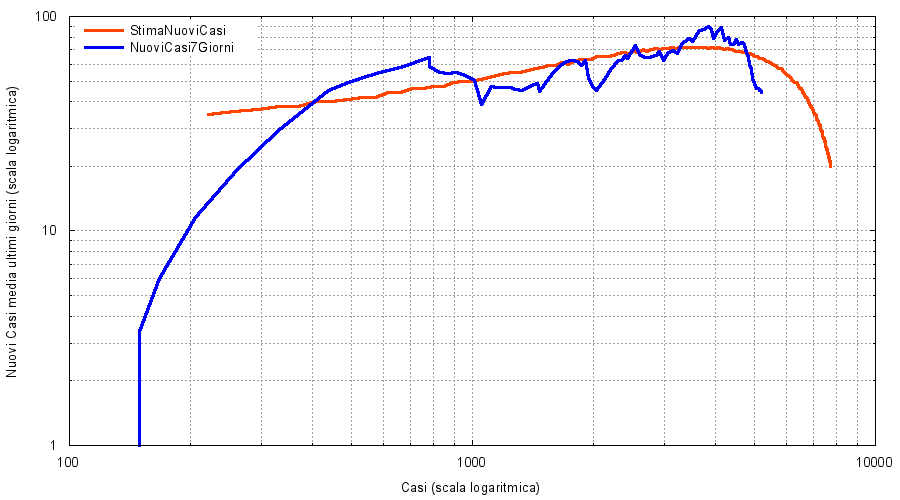 100
StimaNuoviCasi
NuoviCasi7Giorni
10
1
Nuovi Casi media ultimi giorni (scala logaritmica)
100
1000
10000
Casi (scala logaritmica)